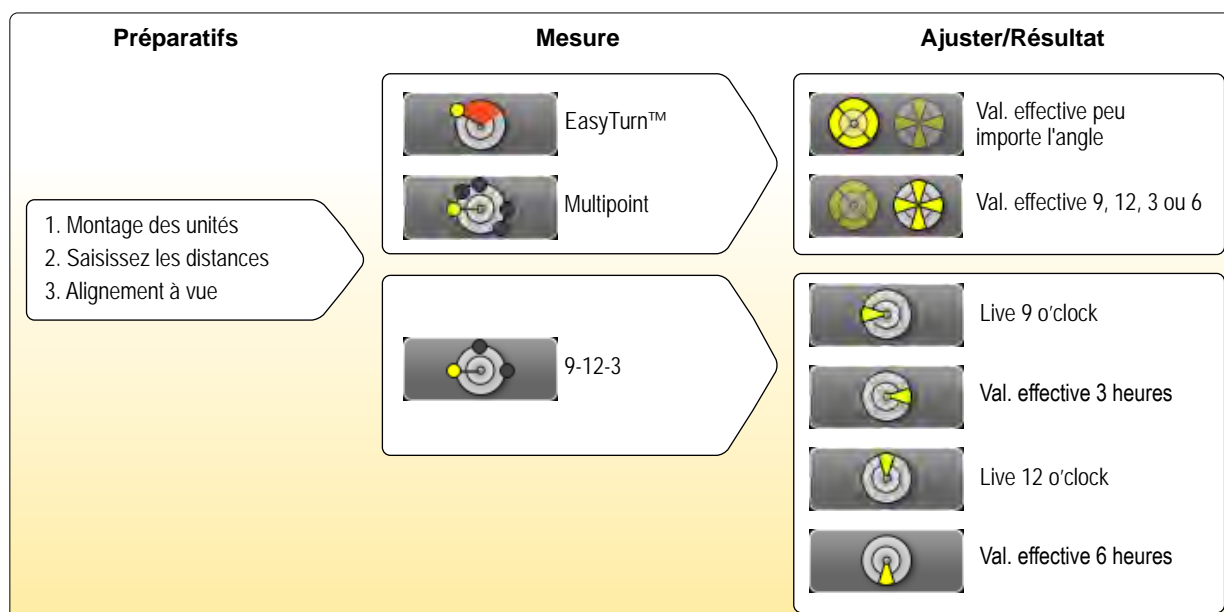 Préparatifs
Mesure
Ajuster/Résultat
1. Montage des unités
2. Saisissez les distances
3. Alignement à vue
EasyTurn™
Multipoint
9-12-3
Val. effective peu
importe l'angle
Val. effective 9, 12, 3 ou 6
Live 9 o’clock
Val. effective 3 heures
Live 12 o’clock
Val. effective 6 heures